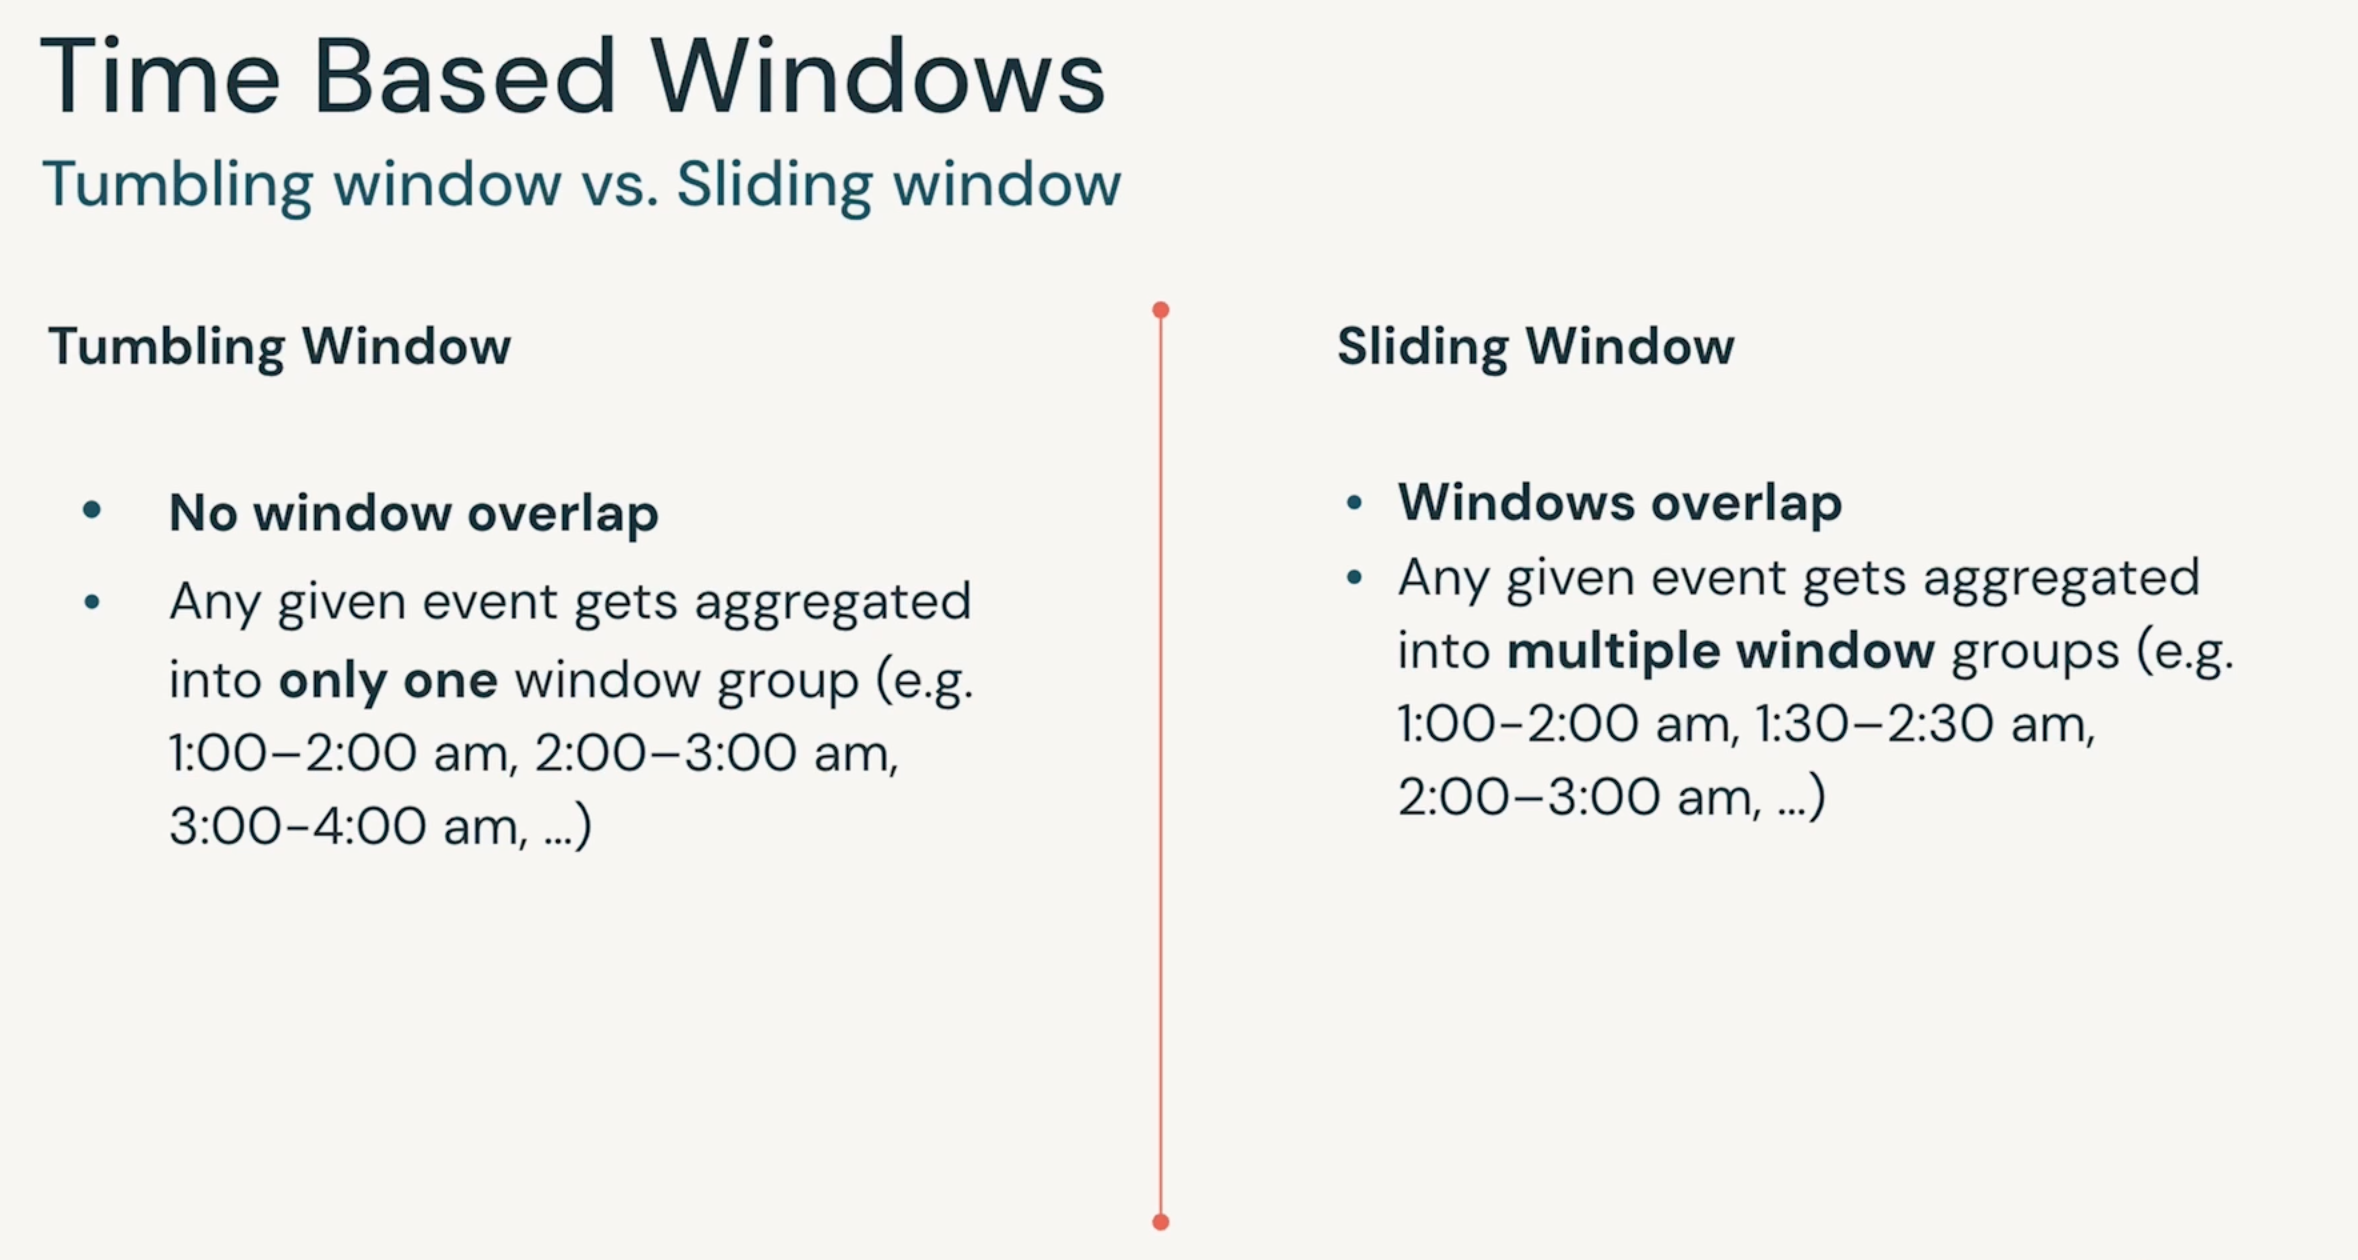 Time Based Windows
Tumbling window vs. Sliding window
Tumbling Window
• No window overlap
• Any given event gets aggregated
into only one window group (e.g.
1:00–2:00 am, 2:00–3:00 am,
3:00-4:00 am, ...)
Sliding Window
• Windows overlap
• Any given event gets aggregated
into multiple window groups (e.g.
1:00-2:00 am, 1:30–2:30 am,
2:00–3:00 am, ...)